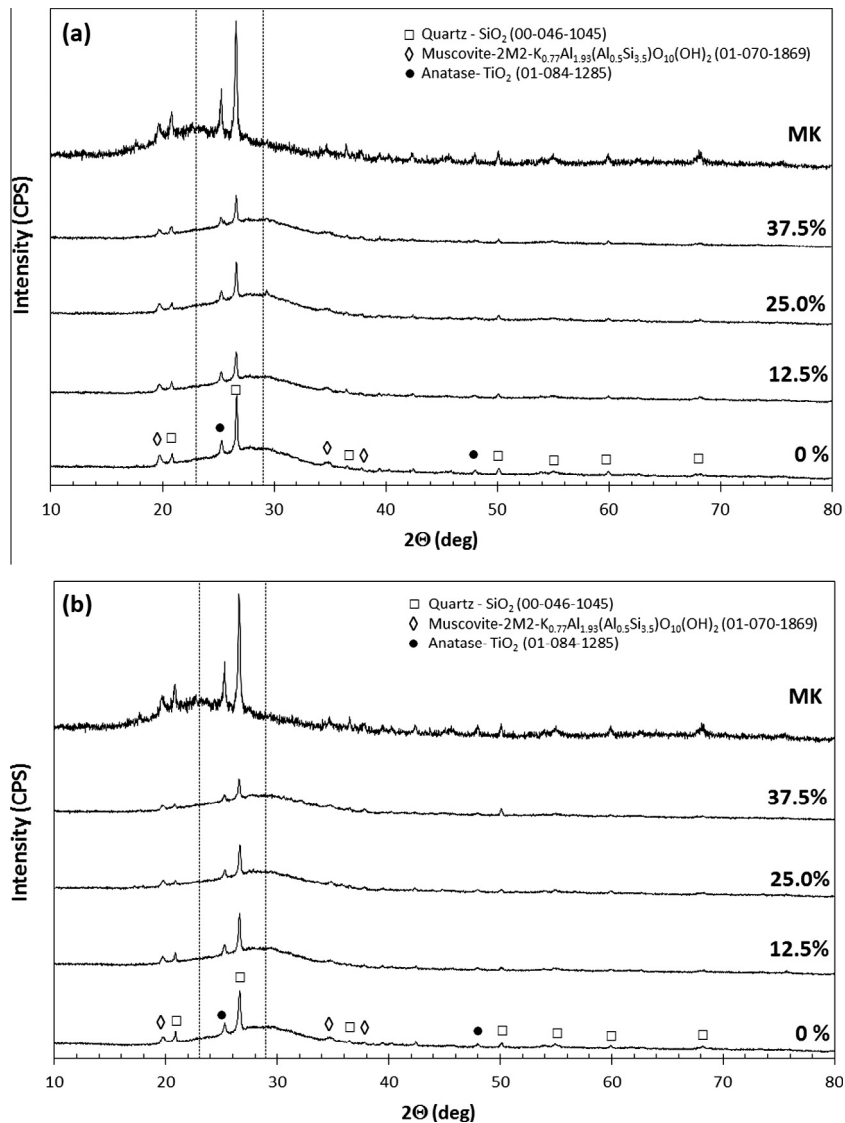 (a)
□ Quartz - SiO₂ (00-046-1045)
◊ Muscovite-2M2-K₀.₇₇Al₁.₉₃(Al₀.₅Si₃.₅)O₁₀(OH)₂ (01-070-1869)
● Anatase- TiO₂ (01-084-1285)
MK
37.5%
25.0%
12.5%
0 %
Intensity (CPS)
10 20 30 40 50 60 70 80
2Θ (deg)
(b)
□ Quartz - SiO₂ (00-046-1045)
◊ Muscovite-2M2-K₀.₇₇Al₁.₉₃(Al₀.₅Si₃.₅)O₁₀(OH)₂ (01-070-1869)
● Anatase- TiO₂ (01-084-1285)
MK
37.5%
25.0%
12.5%
0 %
Intensity (CPS)
10 20 30 40 50 60 70 80
2Θ (deg)